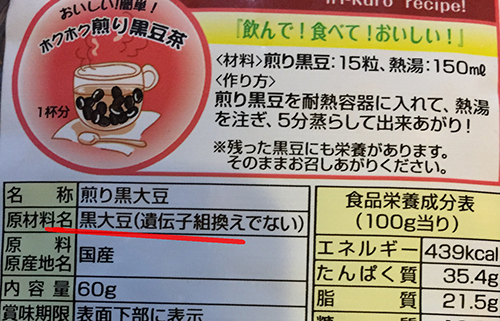 Iri-kuro recipe!
おいしい簡単!
ホクホク煎り黒豆茶
1杯分
『飲んで!食べて!おいしい!』
〈材料〉煎り黒豆:15粒、熱湯:150mℓ
〈作り方〉
煎り黒豆を耐熱容器に入れて、熱湯
を注ぎ、5分蒸らして出来あがり!
※残った黒豆にも栄養があります。
そのままお召しあがりください。
名称 煎り黒大豆
原材料名 黒大豆(遺伝子組換えでない)
原料原産地名 国産
内容量 60g
賞味期限 表面下部に表示
食品栄養成分表
(100g当り)
エネルギー 439kcal
たんぱく質 35.4g
脂質 21.5g